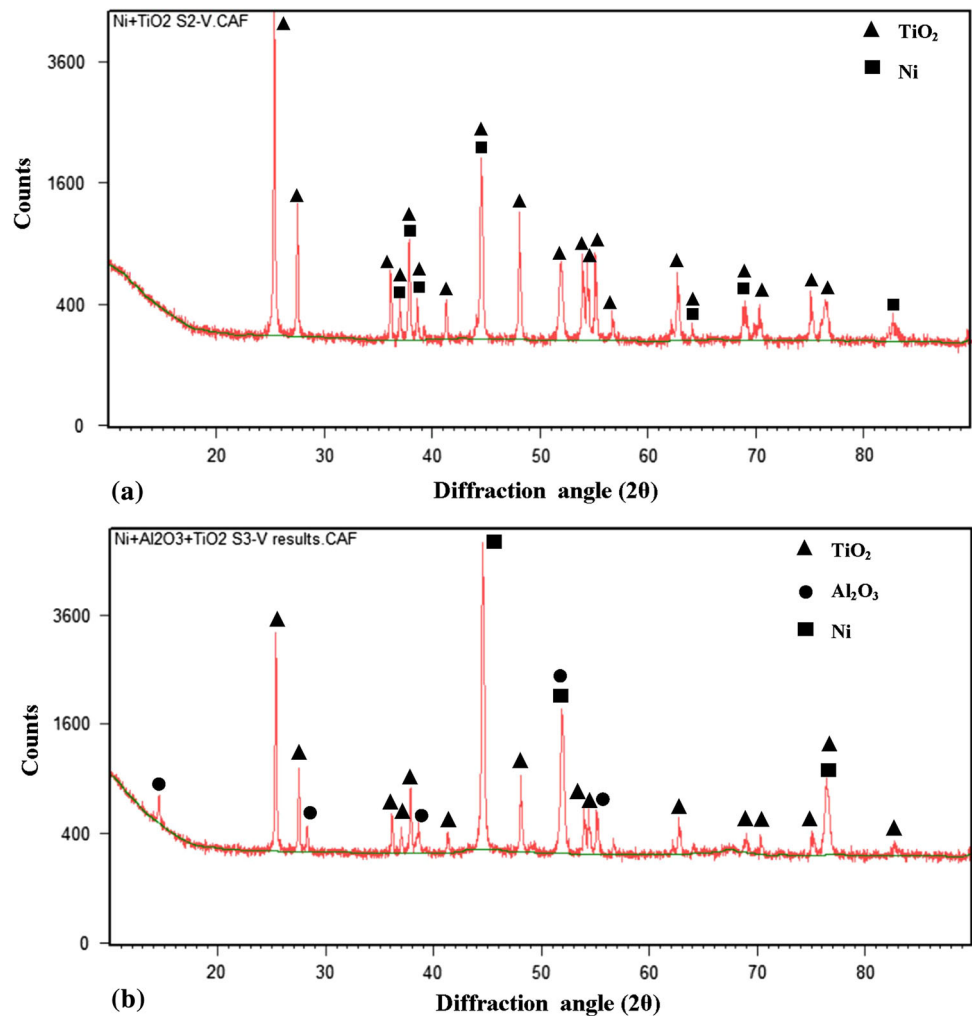 Ni+TiO2 S2-V.CAF
▲ TiO₂
■ Ni
3600
1600
400
0
Counts
20 30 40 50 60 70 80
(a) Diffraction angle (2θ)
Ni+Al2O3+TiO2 S3-V results.CAF
▲ TiO₂
● Al₂O₃
■ Ni
3600
1600
400
0
Counts
20 30 40 50 60 70 80
(b) Diffraction angle (2θ)